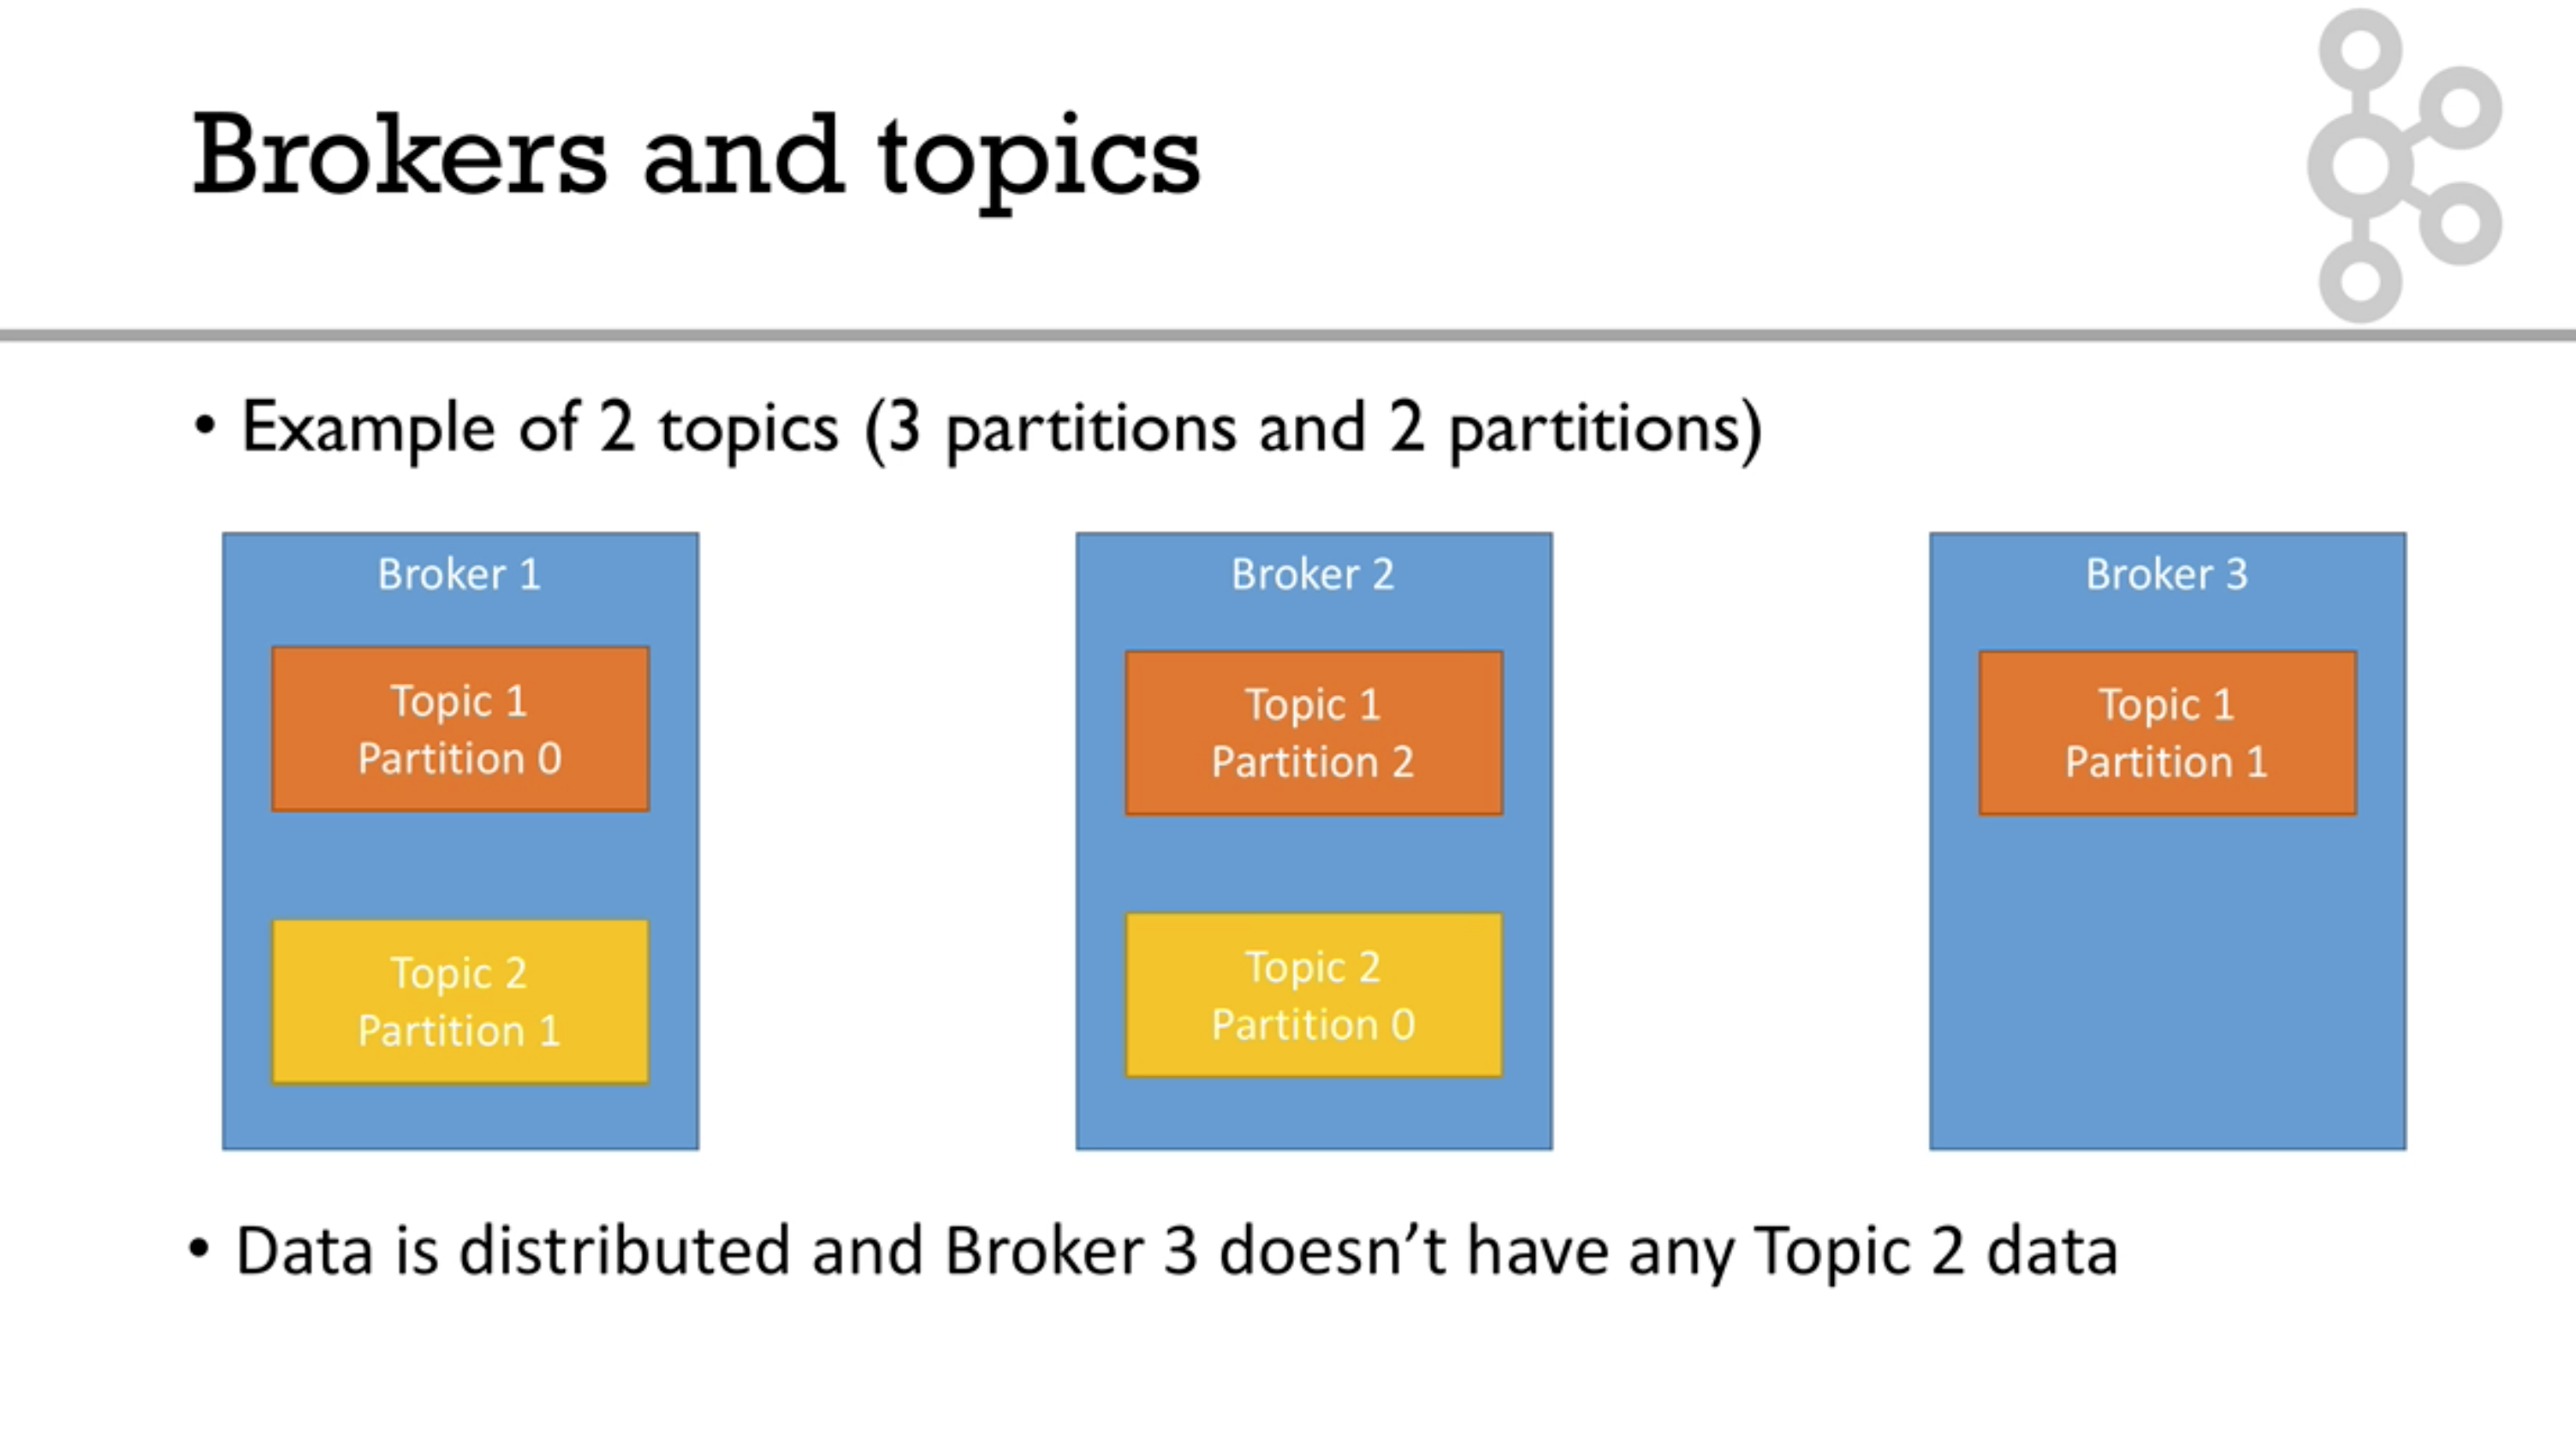 Brokers and topics
• Example of 2 topics (3 partitions and 2 partitions)
Broker 1
Topic 1
Partition 0
Topic 2
Partition 1
Broker 2
Topic 1
Partition 2
Topic 2
Partition 0
Broker 3
Topic 1
Partition 1
• Data is distributed and Broker 3 doesn’t have any Topic 2 data